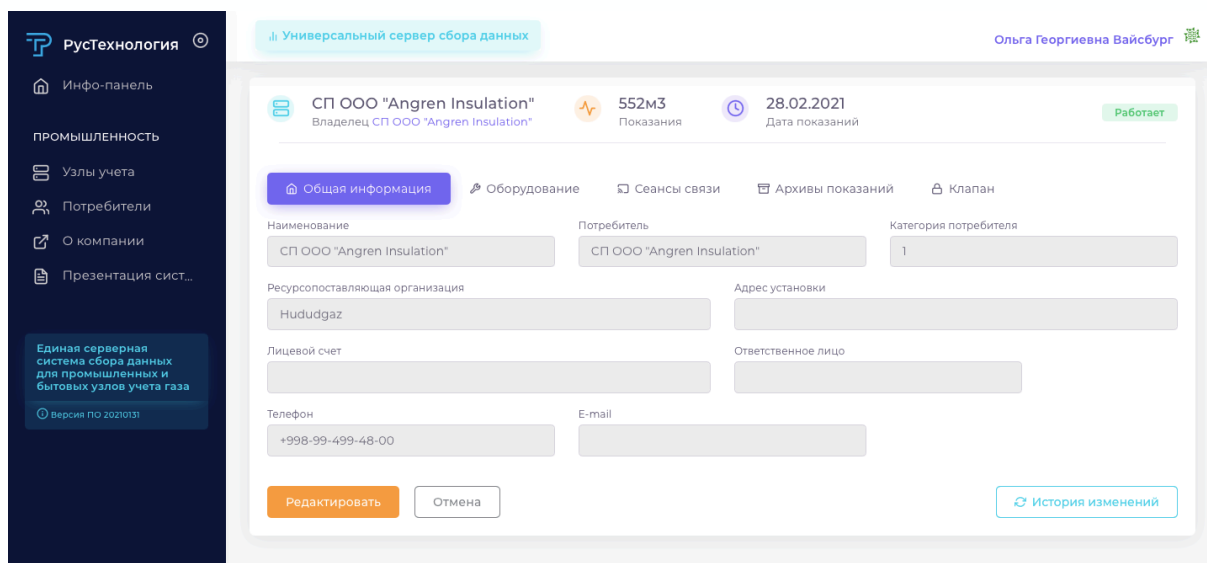 РусТехнология
Инфо-панель
ПРОМЫШЛЕННОСТЬ
Узлы учета
Потребители
О компании
Презентация сист...
Единая серверная
система сбора данных
для промышленных и
бытовых узлов учета газа
Версия ПО 20210131
Универсальный сервер сбора данных
Ольга Георгиевна Вайсбург
СП ООО "Angren Insulation"
Владелец СП ООО "Angren Insulation"
552м3
Показания
28.02.2021
Дата показаний
Работает
Общая информация
Оборудование
Сеансы связи
Архивы показаний
Клапан
Наименование
СП ООО "Angren Insulation"
Потребитель
СП ООО "Angren Insulation"
Категория потребителя
1
Ресурсопоставляющая организация
Hududgaz
Адрес установки
Лицевой счет
Ответственное лицо
Телефон
+998-99-499-48-00
E-mail
Редактировать
Отмена
История изменений